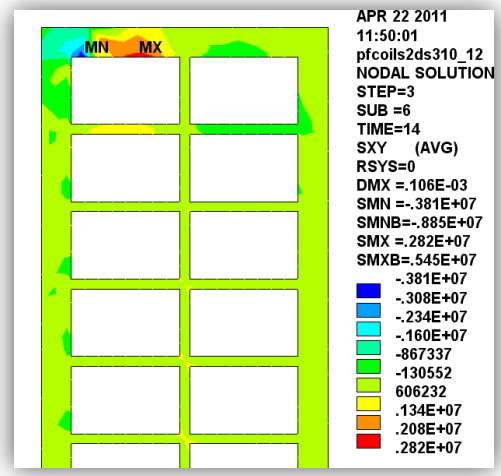 MN MX
APR 22 2011
11:50:01
pfcoils2ds310_12
NODAL SOLUTION
STEP=3
SUB =6
TIME=14
SXY (AVG)
RSYS=0
DMX =.106E-03
SMN =-.381E+07
SMNB=-.885E+07
SMX =.282E+07
SMXB=.545E+07
-.381E+07
-.308E+07
-.234E+07
-.160E+07
-867337
-130552
606232
.134E+07
.208E+07
.282E+07